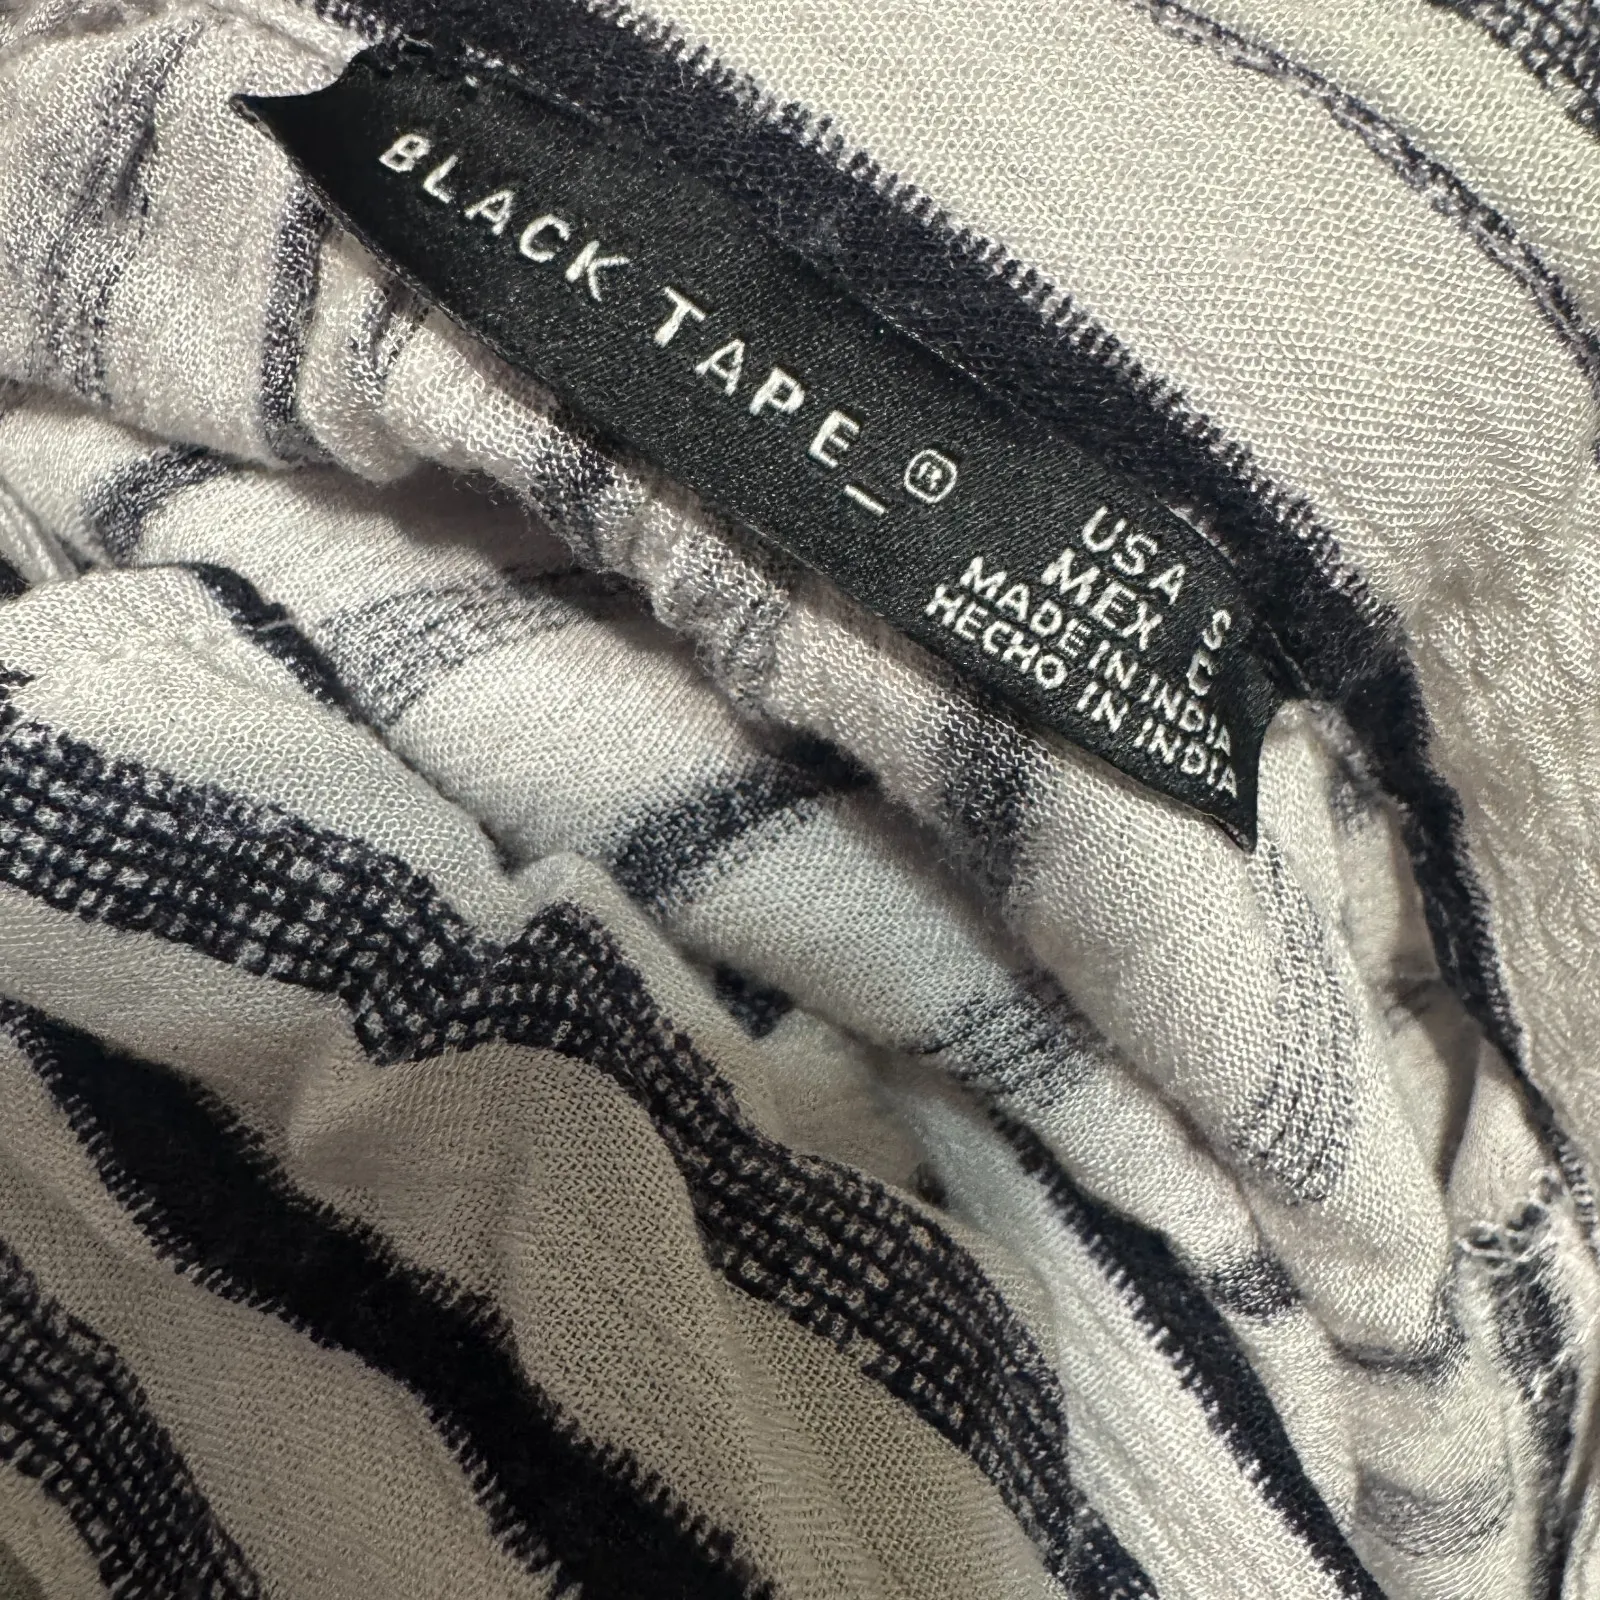 BLACK TAPE_®
USA S
MEX C
MADE IN INDIA
HECHO IN INDIA